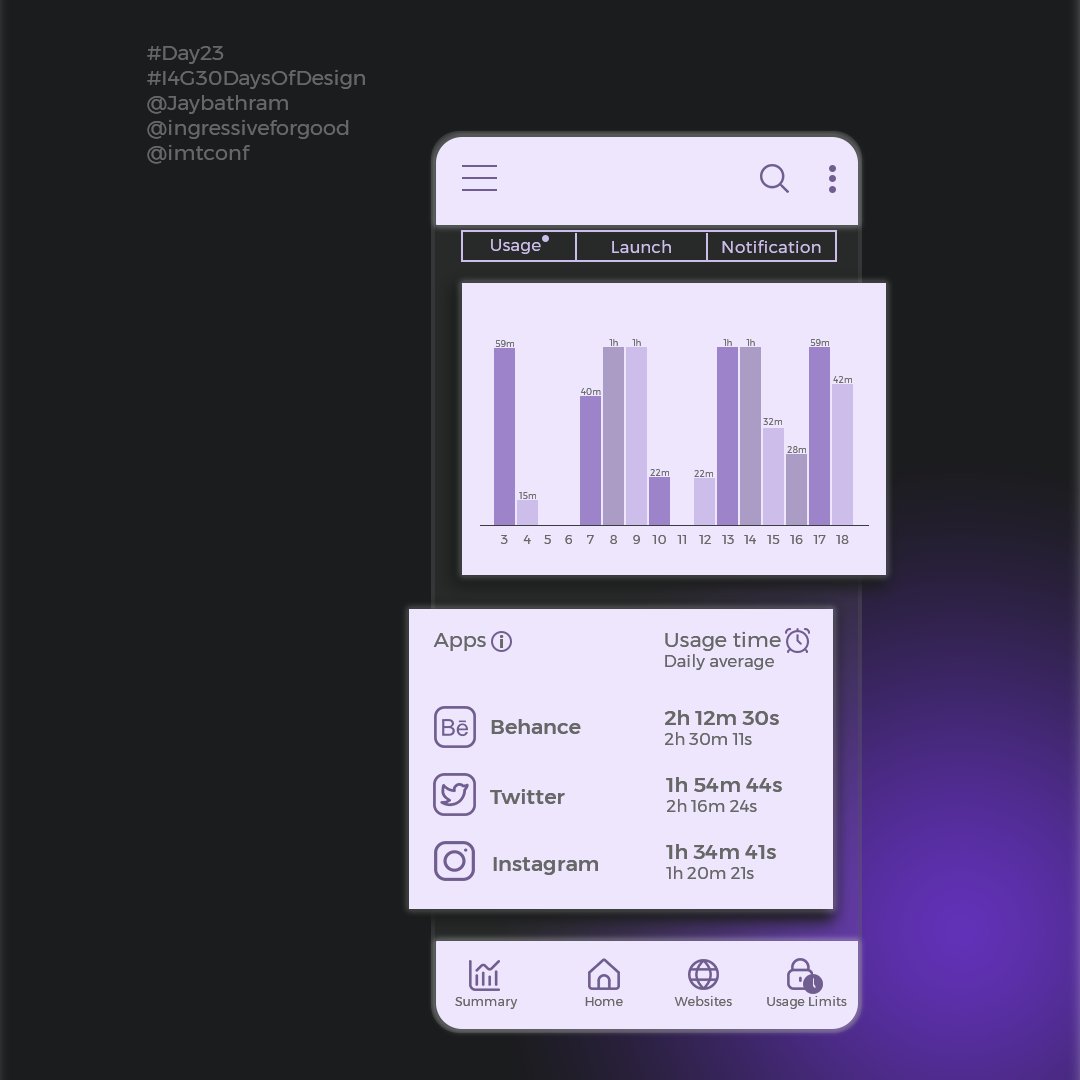 #Day23
#I4G30DaysOfDesign
@Jaybathram
@ingressiveforgood
@imtconf
Usage Launch Notification
59m 15m 40m 1h 1h 22m 22m 1h 1h 32m 28m 59m 42m
3 4 5 6 7 8 9 10 11 12 13 14 15 16 17 18
Apps Usage time
Daily average
Bē Behance 2h 12m 30s
2h 30m 11s
Twitter 1h 54m 44s
2h 16m 24s
Instagram 1h 34m 41s
1h 20m 21s
Summary Home Websites Usage Limits